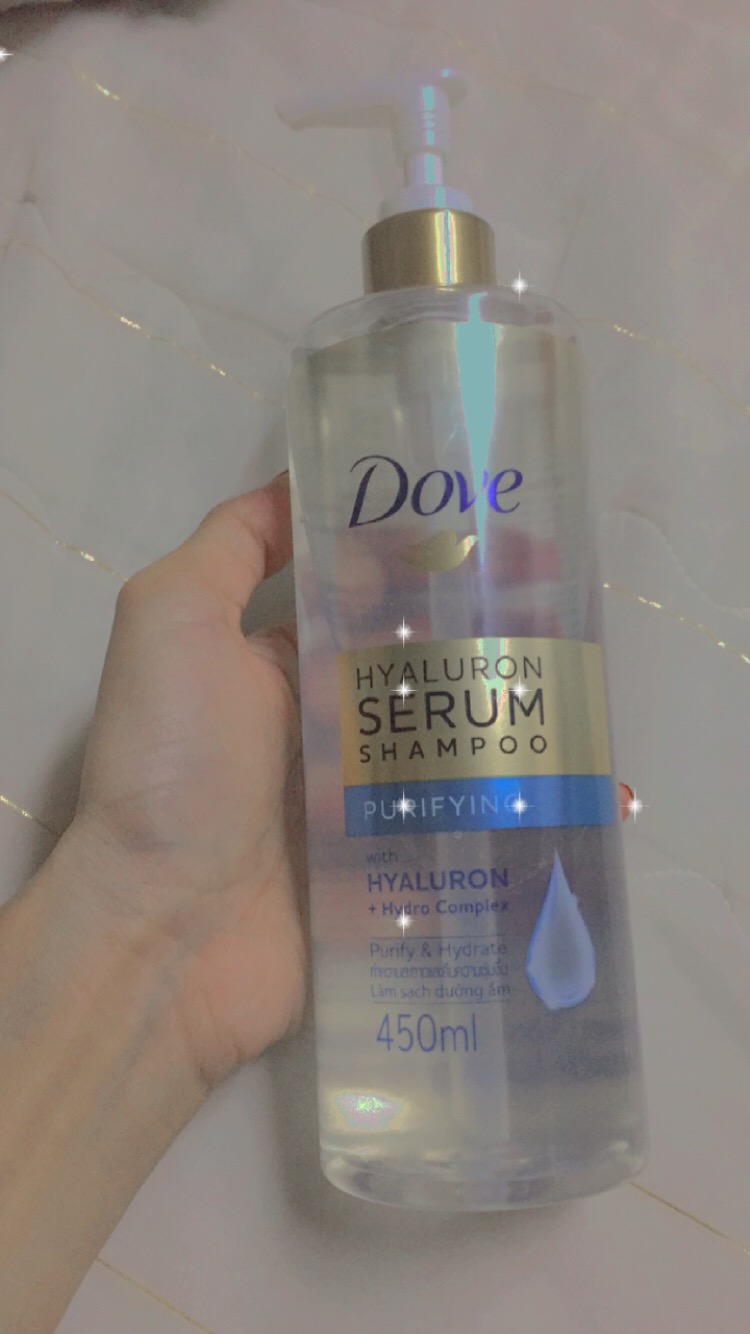 Dove
HYALURON
SERUM
SHAMPOO
PURIFYING
with
HYALURON
+ Hydro Complex
Purify & Hydrate
Làm sạch dưỡng ẩm
450ml